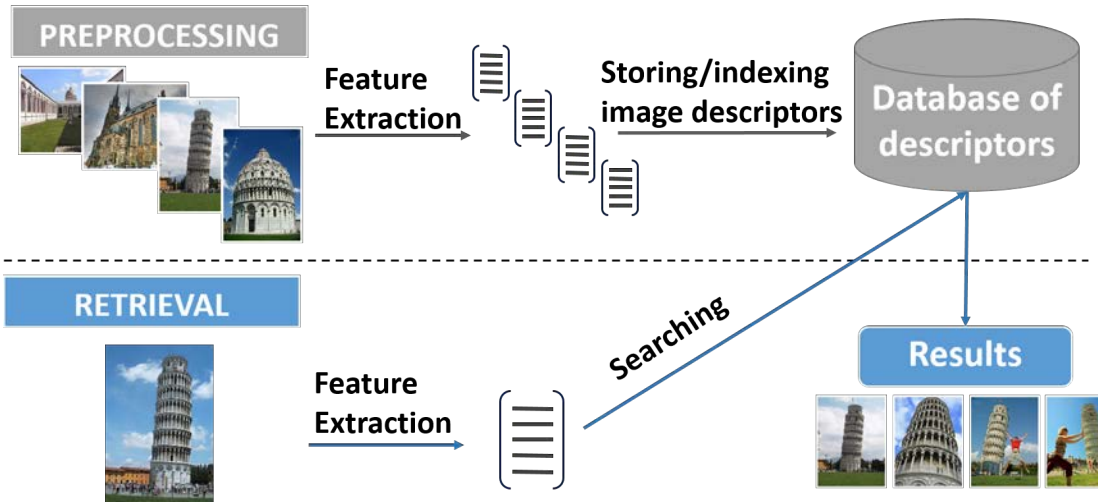 PREPROCESSING
Feature
Extraction
Storing/indexing
image descriptors
Database of
descriptors
RETRIEVAL
Feature
Extraction
Searching
Results